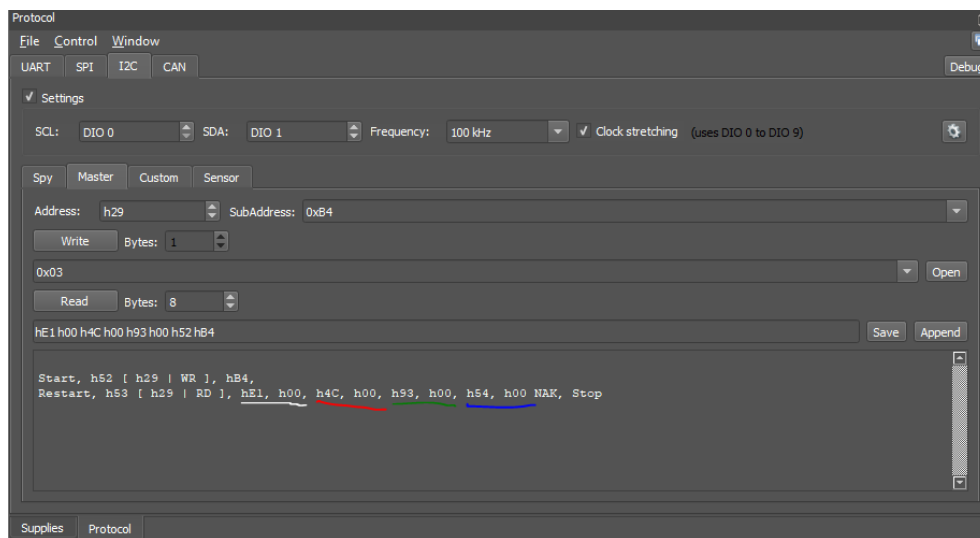 Protocol
File Control Window
UART SPI I2C CAN Debug
Settings
SCL: DIO 0 SDA: DIO 1 Frequency: 100 kHz Clock stretching (uses DIO 0 to DIO 9)
Spy Master Custom Sensor
Address: h29 SubAddress: 0xB4
Write Bytes: 1
0x03 Open
Read Bytes: 8
hE1 h00 h4C h00 h93 h00 h52 hB4 Save Append
Start, h52 [ h29 | WR ], hB4,
Restart, h53 [ h29 | RD ], hE1, h00, h4C, h00, h93, h00, h54, h00 NAK, Stop
Supplies Protocol